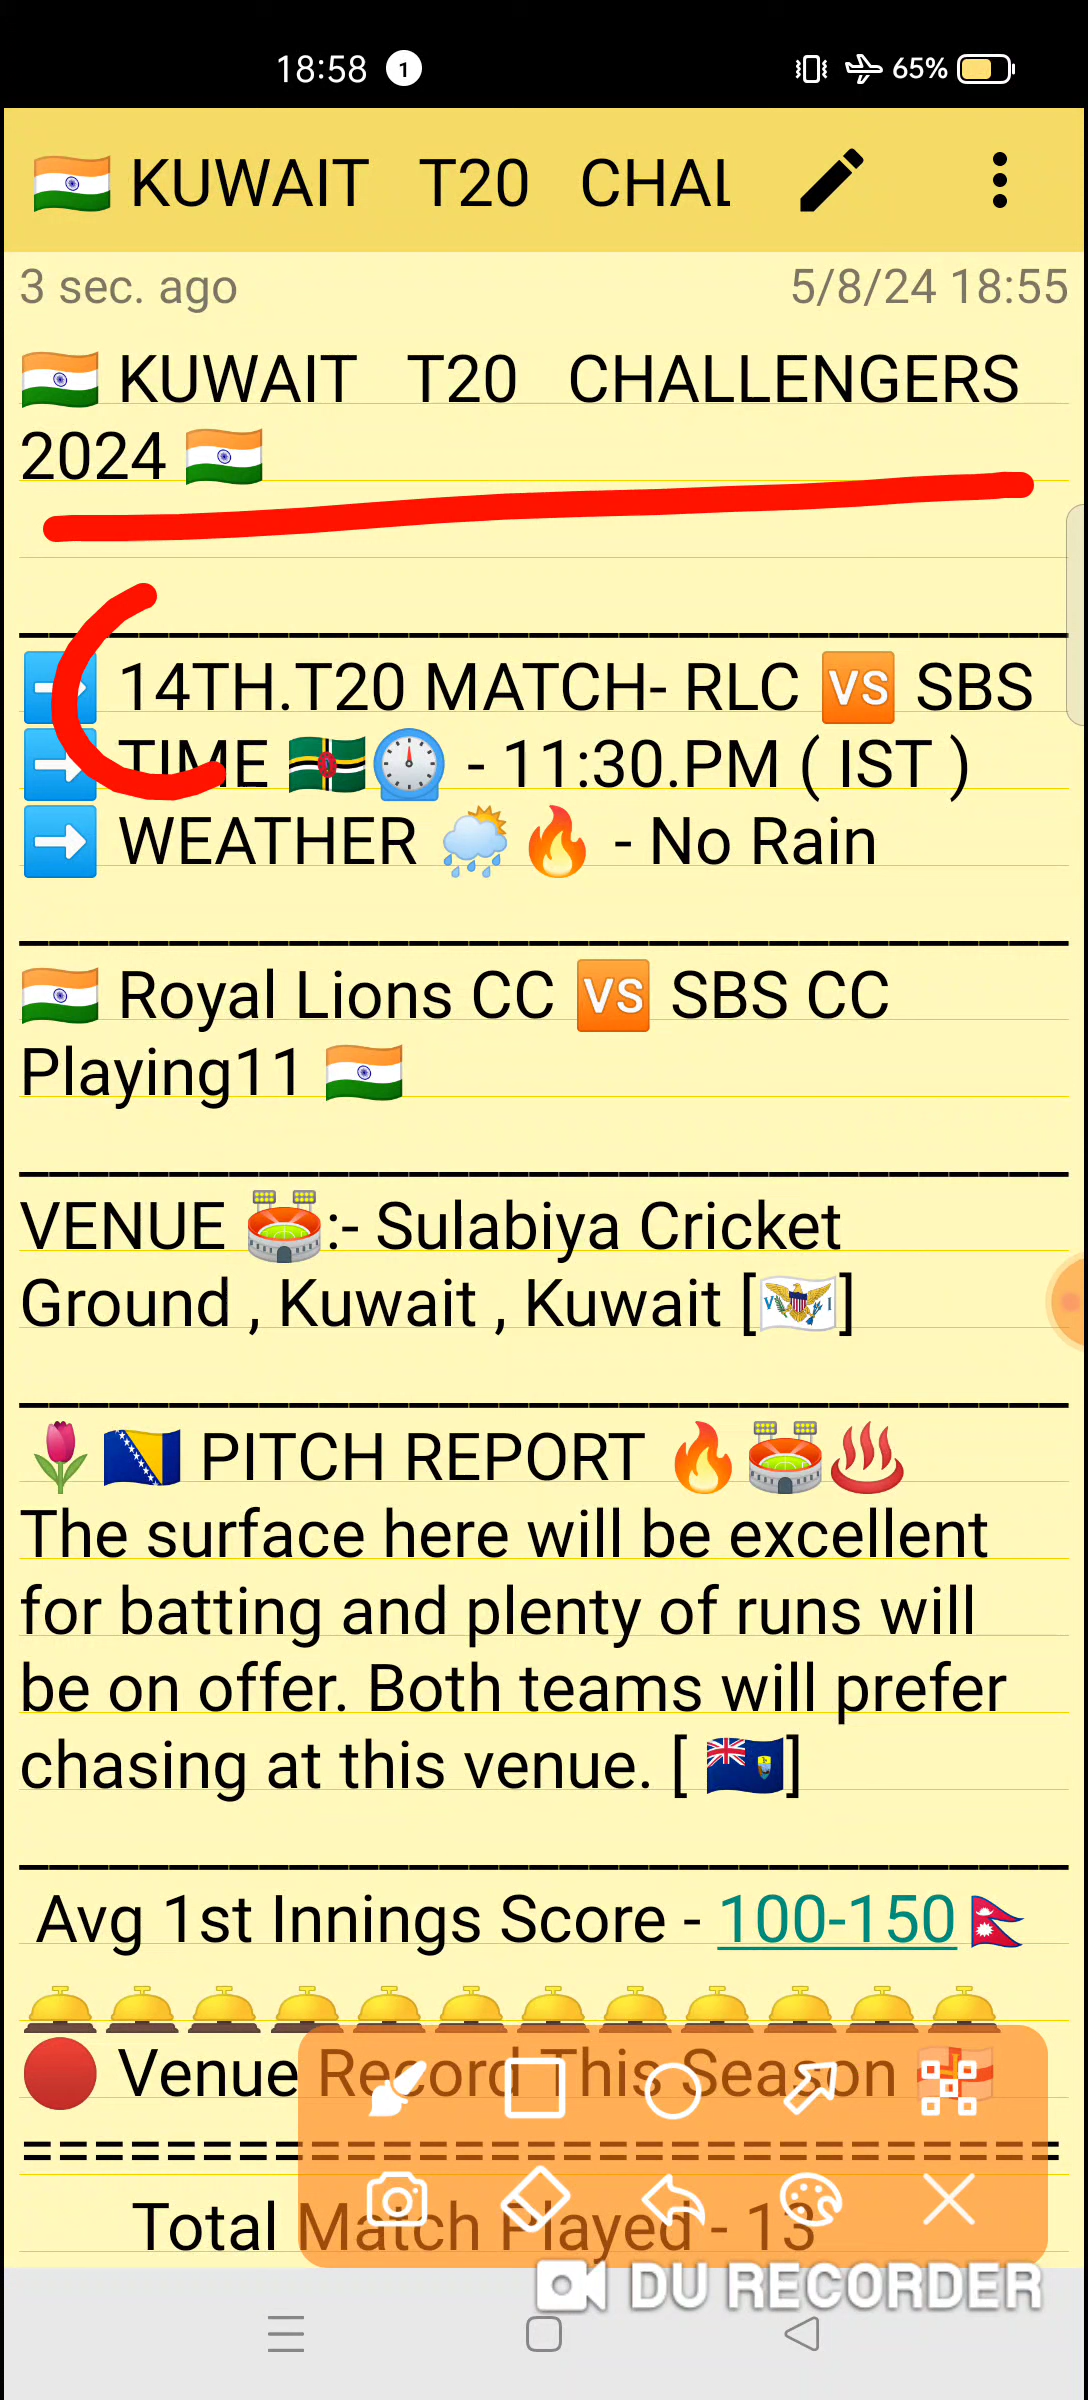 18:58 1 65%
KUWAIT T20 CHAL
3 sec. ago 5/8/24 18:55
KUWAIT T20 CHALLENGERS
2024
14TH.T20 MATCH- RLC VS SBS
TIME - 11:30.PM ( IST )
WEATHER - No Rain
Royal Lions CC VS SBS CC
Playing11
VENUE :- Sulabiya Cricket
Ground , Kuwait , Kuwait [ ]
PITCH REPORT
The surface here will be excellent
for batting and plenty of runs will
be on offer. Both teams will prefer
chasing at this venue. [ ]
Avg 1st Innings Score - 100-150
Venue Record This Season
==================================
Total Match Played - 13
DU RECORDER